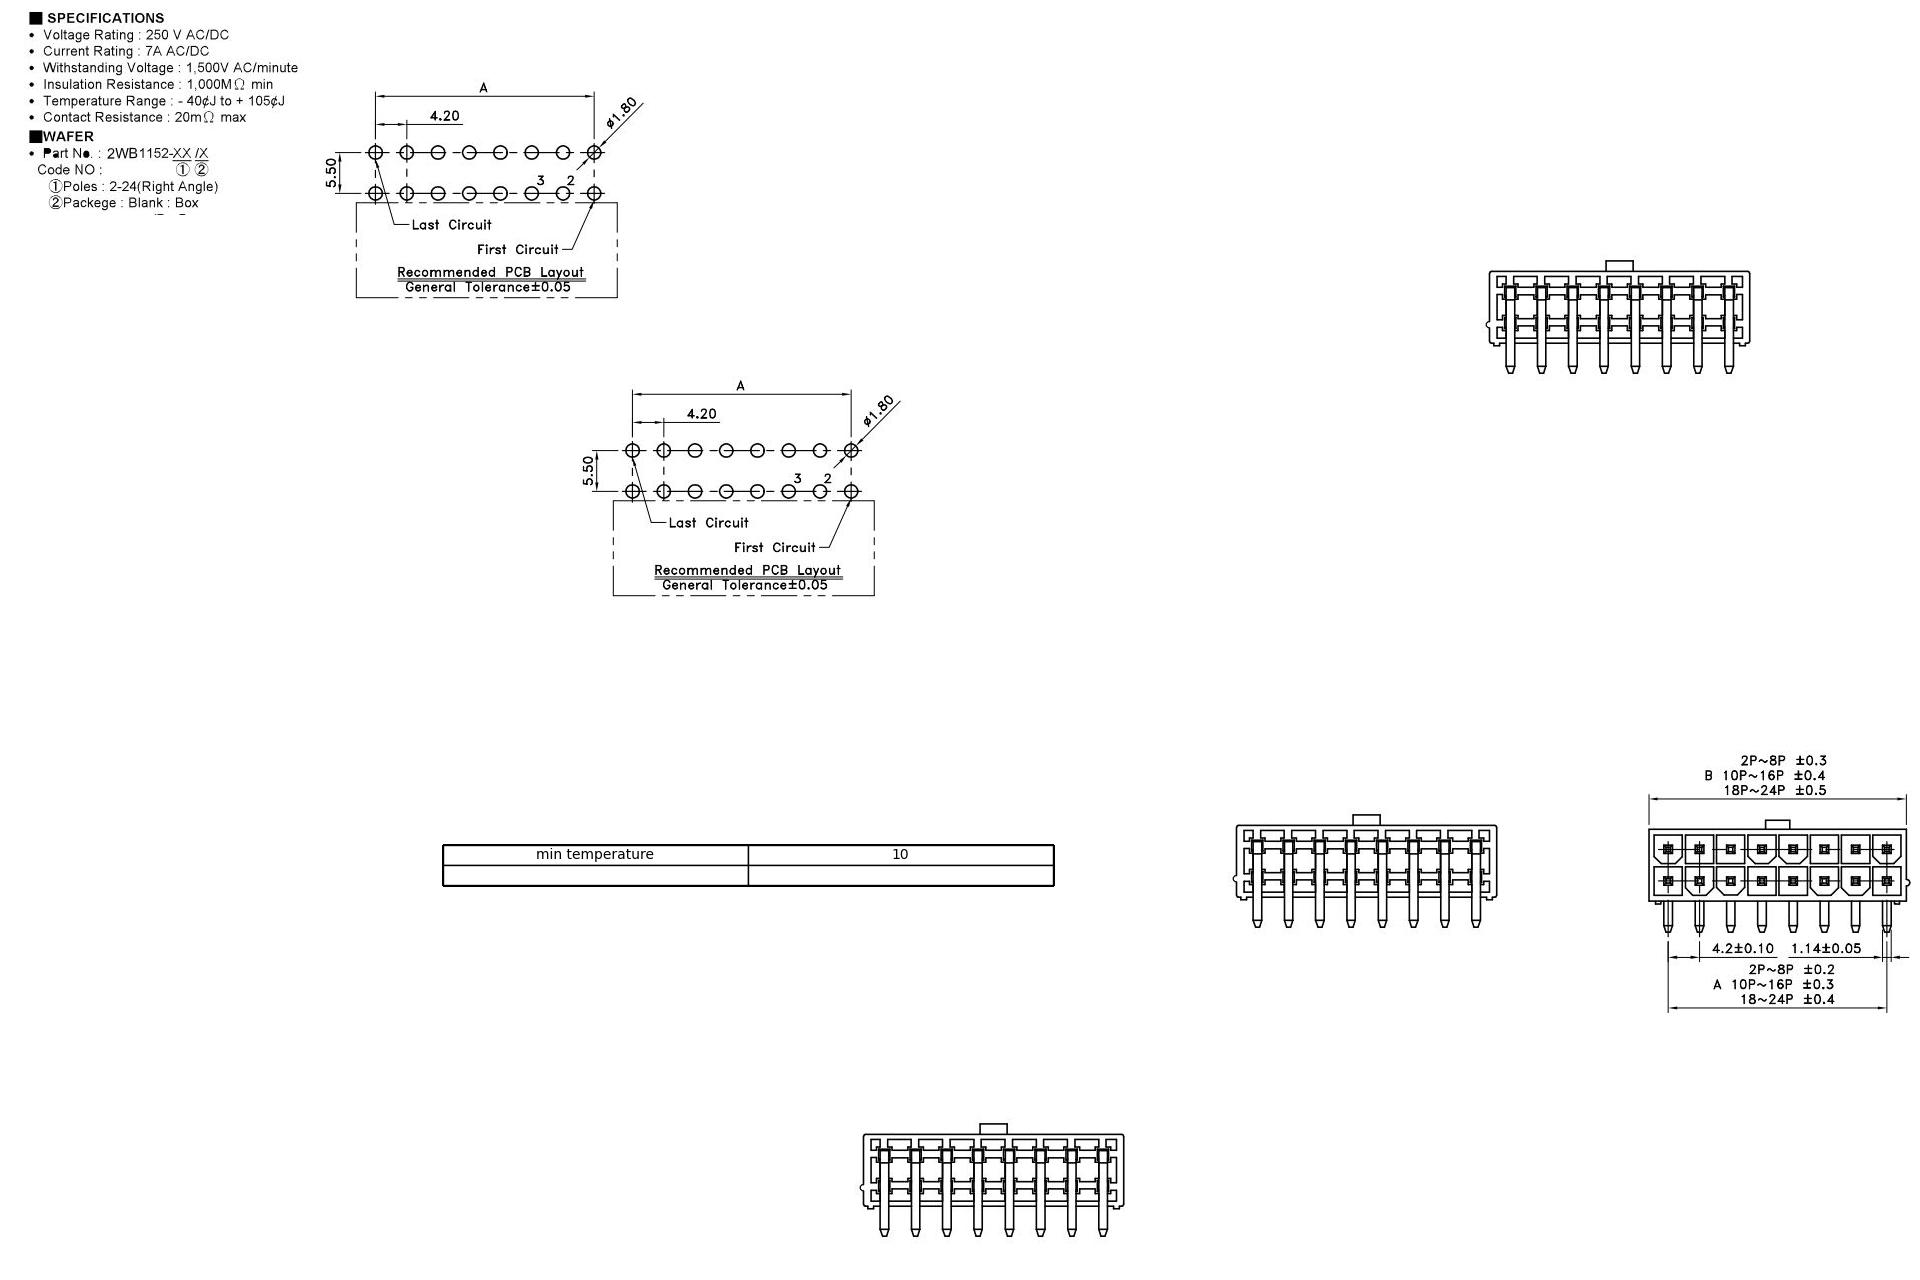 ■ SPECIFICATIONS
• Voltage Rating : 250 V AC/DC
• Current Rating : 7A AC/DC
• Withstanding Voltage : 1,500V AC/minute
• Insulation Resistance : 1,000MΩ min
• Temperature Range : - 40¢J to + 105¢J
• Contact Resistance : 20mΩ max
■WAFER
• Part No. : 2WB1152-XX /X
Code NO : ① ②
①Poles : 2-24(Right Angle)
②Packege : Blank : Box
A
ø1.80
4.20
5.50
3 2
Last Circuit
First Circuit
Recommended PCB Layout
General Tolerance±0.05
A
ø1.80
4.20
5.50
3 2
Last Circuit
First Circuit
Recommended PCB Layout
General Tolerance±0.05
min temperature 10
2P~8P ±0.3
B 10P~16P ±0.4
18P~24P ±0.5
4.2±0.10 1.14±0.05
2P~8P ±0.2
A 10P~16P ±0.3
18~24P ±0.4